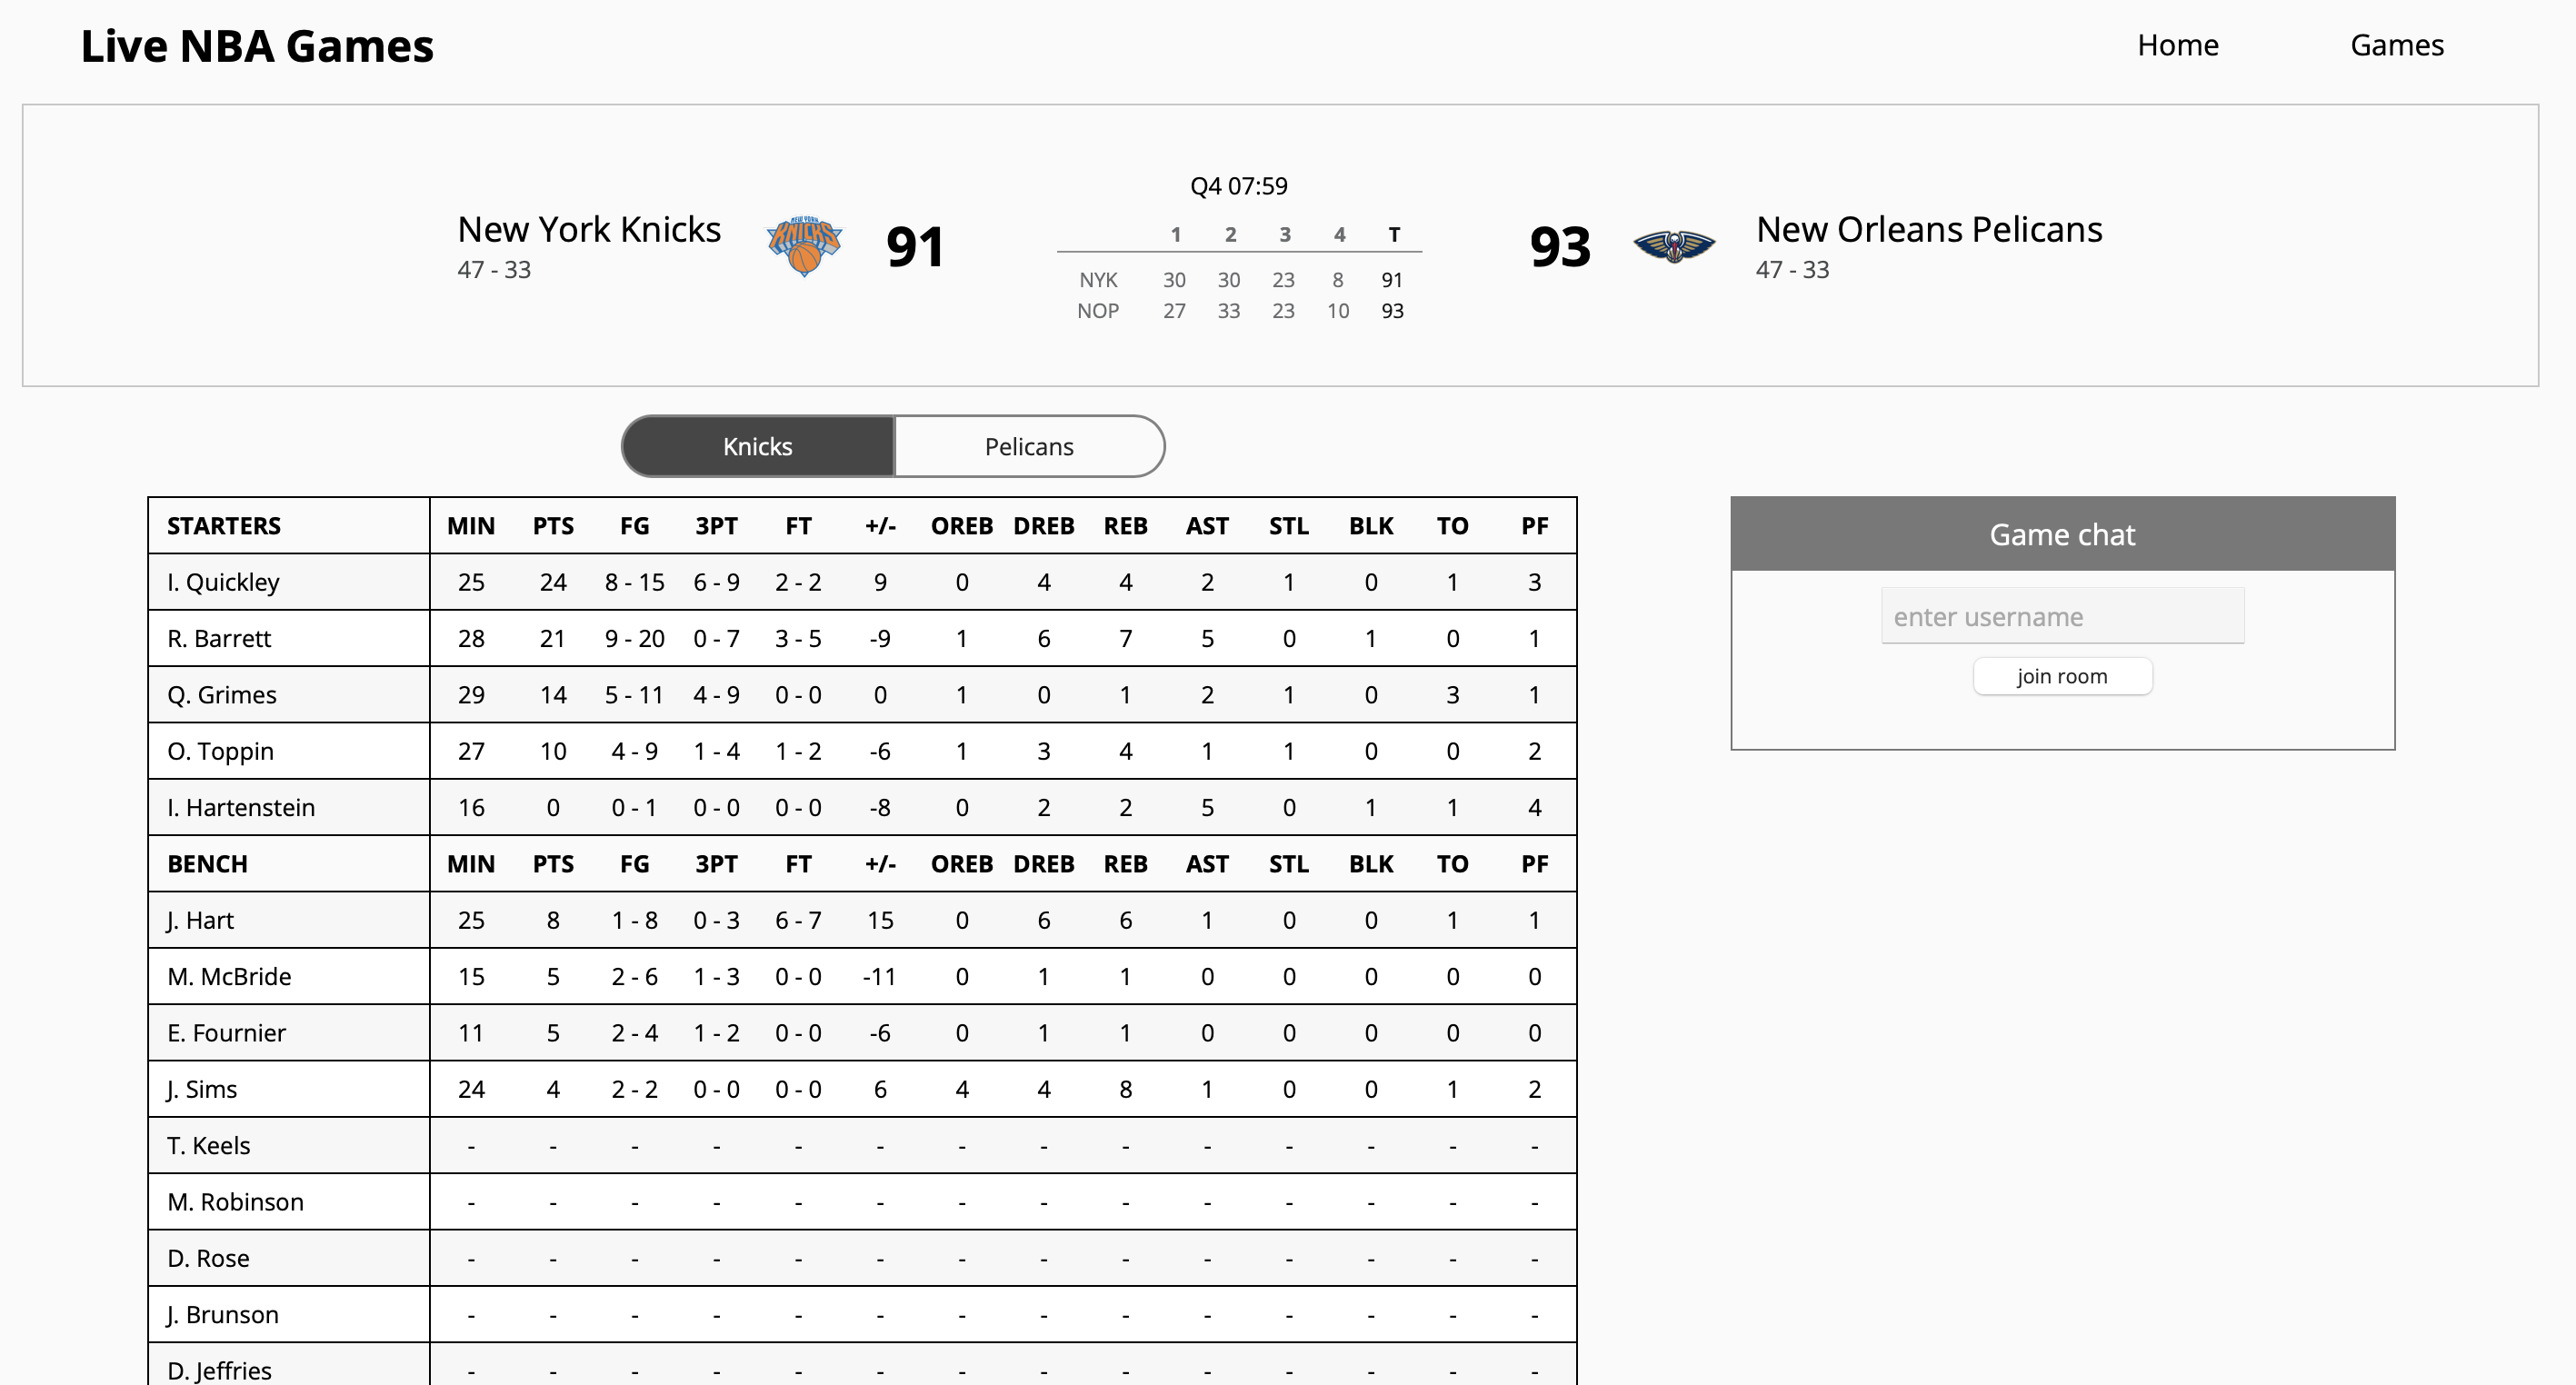 Live NBA Games
Home Games
Q4 07:59
New York Knicks
47 - 33
NEW YORK
KNICKS
91
1 2 3 4 T
NYK 30 30 23 8 91
NOP 27 33 23 10 93
93
New Orleans Pelicans
47 - 33
Knicks Pelicans
STARTERS MIN PTS FG 3PT FT +/- OREB DREB REB AST STL BLK TO PF
I. Quickley 25 24 8 - 15 6 - 9 2 - 2 9 0 4 4 2 1 0 1 3
R. Barrett 28 21 9 - 20 0 - 7 3 - 5 -9 1 6 7 5 0 1 0 1
Q. Grimes 29 14 5 - 11 4 - 9 0 - 0 0 1 0 1 2 1 0 3 1
O. Toppin 27 10 4 - 9 1 - 4 1 - 2 -6 1 3 4 1 1 0 0 2
I. Hartenstein 16 0 0 - 1 0 - 0 0 - 0 -8 0 2 2 5 0 1 1 4
BENCH MIN PTS FG 3PT FT +/- OREB DREB REB AST STL BLK TO PF
J. Hart 25 8 1 - 8 0 - 3 6 - 7 15 0 6 6 1 0 0 1 1
M. McBride 15 5 2 - 6 1 - 3 0 - 0 -11 0 1 1 0 0 0 0 0
E. Fournier 11 5 2 - 4 1 - 2 0 - 0 -6 0 1 1 0 0 0 0 0
J. Sims 24 4 2 - 2 0 - 0 0 - 0 6 4 4 8 1 0 0 1 2
T. Keels - - - - - - - - - - - - - -
M. Robinson - - - - - - - - - - - - - -
D. Rose - - - - - - - - - - - - - -
J. Brunson - - - - - - - - - - - - - -
D. Jeffries - - - - - - - - - - - - - -
Game chat
enter username
join room